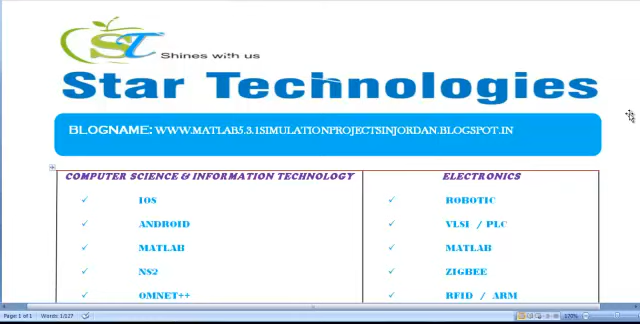 ST
Shines with us
Star Technologies
BLOGNAME: WWW.MATLAB5.3.1SIMULATIONPROJECTSINJORDAN.BLOGSPOT.IN
COMPUTER SCIENCE & INFORMATION TECHNOLOGY ELECTRONICS
✓ IOS ✓ ROBOTIC
✓ ANDROID ✓ VLSI / PLC
✓ MATLAB ✓ MATLAB
✓ NS2 ✓ ZIGBEE
✓ OMNET++ ✓ RFID / ARM
Page: 1 of 1 Words: 1/127 170%